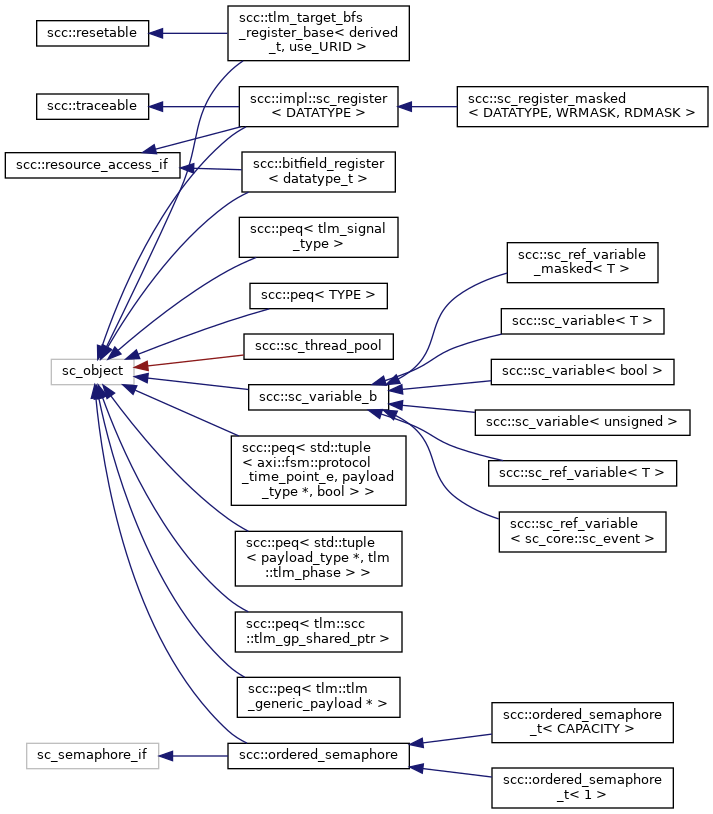 scc::resetable
scc::tlm_target_bfs
_register_base< derived
_t, use_URID >
scc::traceable
scc::impl::sc_register
< DATATYPE >
scc::sc_register_masked
< DATATYPE, WRMASK, RDMASK >
scc::resource_access_if
scc::bitfield_register
< datatype_t >
scc::peq< tlm_signal
_type >
scc::peq< TYPE >
scc::sc_thread_pool
sc_object
scc::sc_variable_b
scc::sc_ref_variable
_masked< T >
scc::sc_variable< T >
scc::sc_variable< bool >
scc::sc_variable< unsigned >
scc::sc_ref_variable< T >
scc::sc_ref_variable
< sc_core::sc_event >
scc::peq< std::tuple
< axi::fsm::protocol
_time_point_e, payload
_type *, bool > >
scc::peq< std::tuple
< payload_type *, tlm
::tlm_phase > >
scc::peq< tlm::scc
::tlm_gp_shared_ptr >
scc::peq< tlm::tlm
_generic_payload * >
sc_semaphore_if
scc::ordered_semaphore
scc::ordered_semaphore
_t< CAPACITY >
scc::ordered_semaphore
_t< 1 >